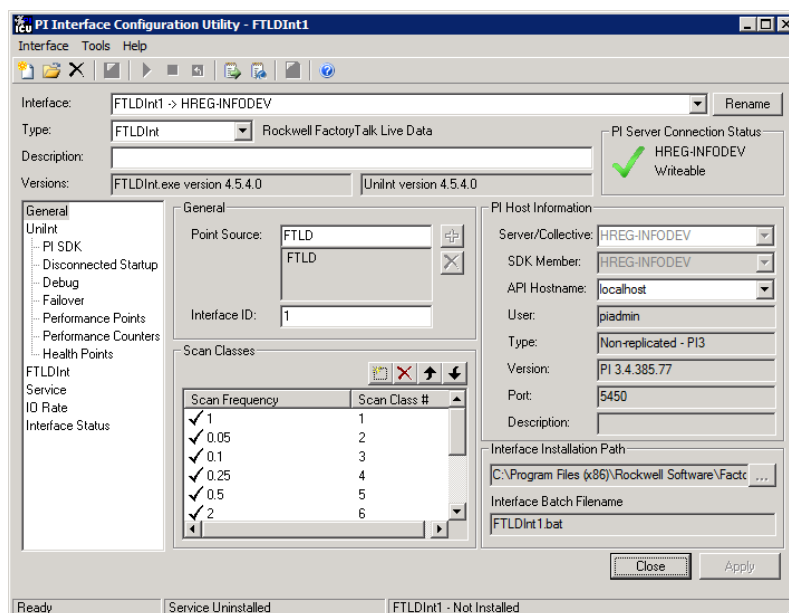 PI Interface Configuration Utility - FTLDInt1
Interface Tools Help
Interface: FTLDInt1 -> HREG-INFODEV Rename
Type: FTLDInt Rockwell FactoryTalk Live Data
Description:
Versions: FTLDInt.exe version 4.5.4.0 UniInt version 4.5.4.0
PI Server Connection Status
HREG-INFODEV
Writeable
General
UniInt
PI SDK
Disconnected Startup
Debug
Failover
Performance Points
Performance Counters
Health Points
FTLDInt
Service
IO Rate
Interface Status
General
Point Source: FTLD
FTLD
Interface ID: 1
Scan Classes
Scan Frequency Scan Class #
1 1
0.05 2
0.1 3
0.25 4
0.5 5
2 6
PI Host Information
Server/Collective: HREG-INFODEV
SDK Member: HREG-INFODEV
API Hostname: localhost
User: piadmin
Type: Non-replicated - PI3
Version: PI 3.4.385.77
Port: 5450
Description:
Interface Installation Path
C:\Program Files (x86)\Rockwell Software\Factc ...
Interface Batch Filename
FTLDInt1.bat
Close Apply
Ready Service Uninstalled FTLDInt1 - Not Installed